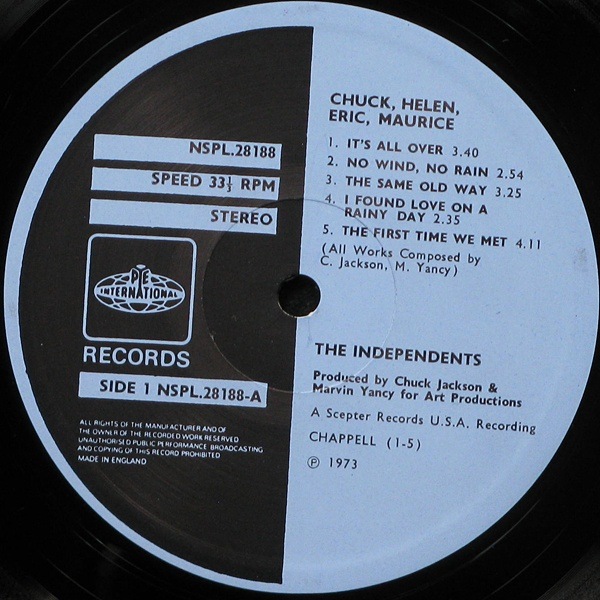 NSPL.28188
SPEED 33⅓ RPM
STEREO
PYE
INTERNATIONAL
RECORDS
SIDE 1 NSPL.28188-A
ALL RIGHTS OF THE MANUFACTURER AND OF
THE OWNER OF THE RECORDED WORK RESERVED
UNAUTHORISED PUBLIC PERFORMANCE BROADCASTING
AND COPYING OF THIS RECORD PROHIBITED
MADE IN ENGLAND
CHUCK, HELEN,
ERIC, MAURICE
1. IT'S ALL OVER 3.40
2. NO WIND, NO RAIN 2.54
3. THE SAME OLD WAY 3.25
4. I FOUND LOVE ON A
RAINY DAY 2.35
5. THE FIRST TIME WE MET 4.11
(All Works Composed by
C. Jackson, M. Yancy)
THE INDEPENDENTS
Produced by Chuck Jackson &
Marvin Yancy for Art Productions
A Scepter Records U.S.A. Recording
CHAPPELL (1-5)
℗ 1973